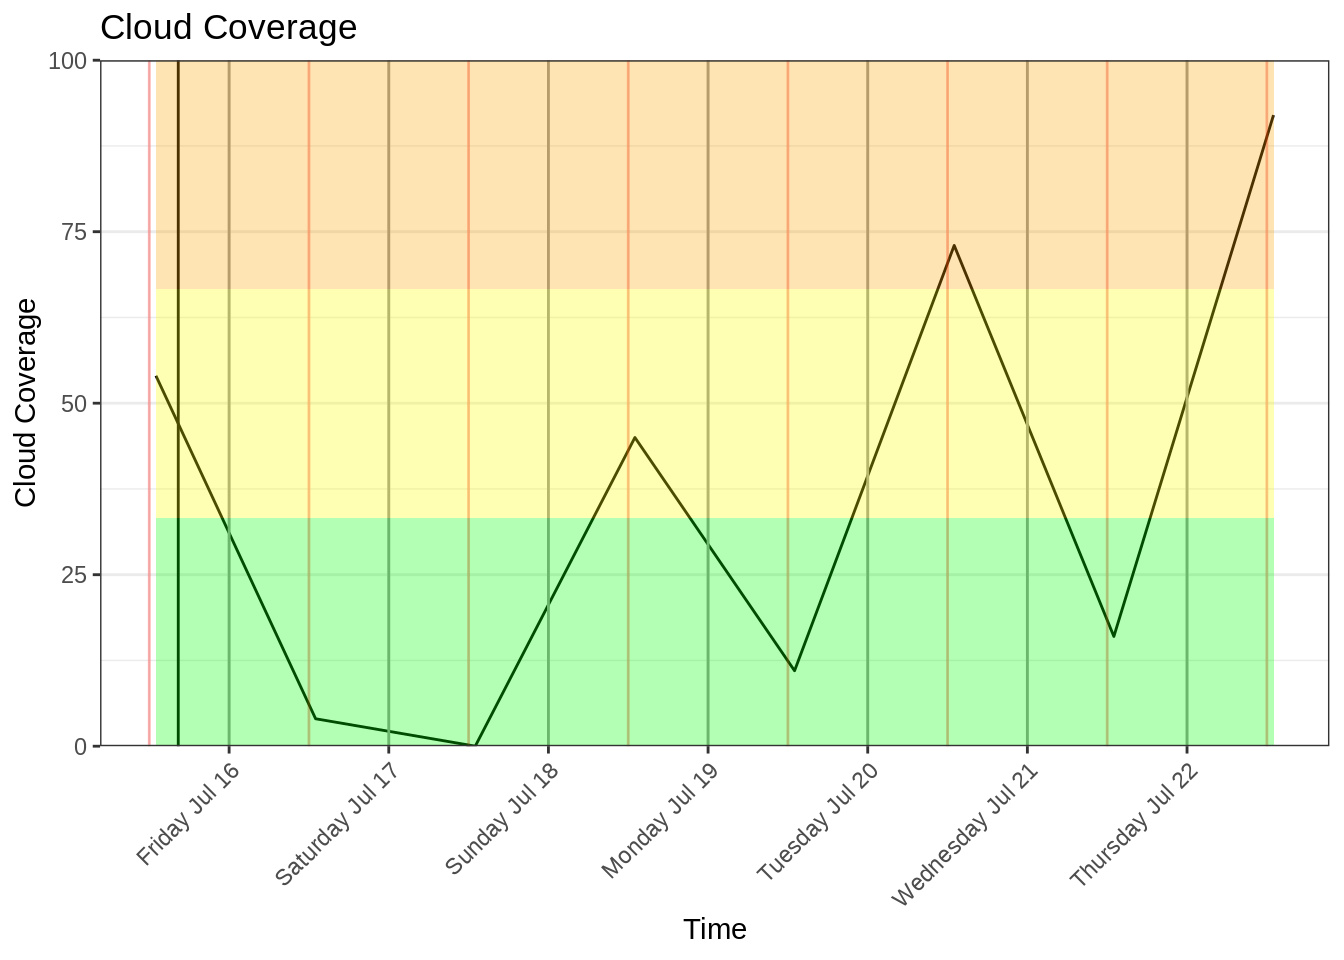 Cloud Coverage
100
75
50
25
0
Cloud Coverage
Friday Jul 16
Saturday Jul 17
Sunday Jul 18
Monday Jul 19
Tuesday Jul 20
Wednesday Jul 21
Thursday Jul 22
Time